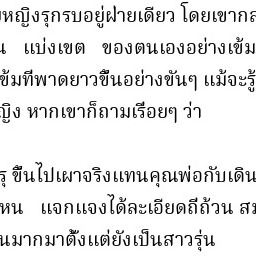 หญิงรุกรบอยู่ฝ่ายเดียว โดยเขาก
แบ่งเขต ของตนเองอย่างเข้ม
ข้มทีพาดยาวขึ้นอย่างขันๆ แม้จะรู้
ญิง หากเขาก็ถามเรื่อยๆ ว่า
รุ ขึ้นไปเผาจริงแทนคุณพ่อกับเดิน
หน แจกแจงได้ละเอียดถี่ถ้วน ส
นมากมาตั้งแต่ยังเป็นสาวรุ่น